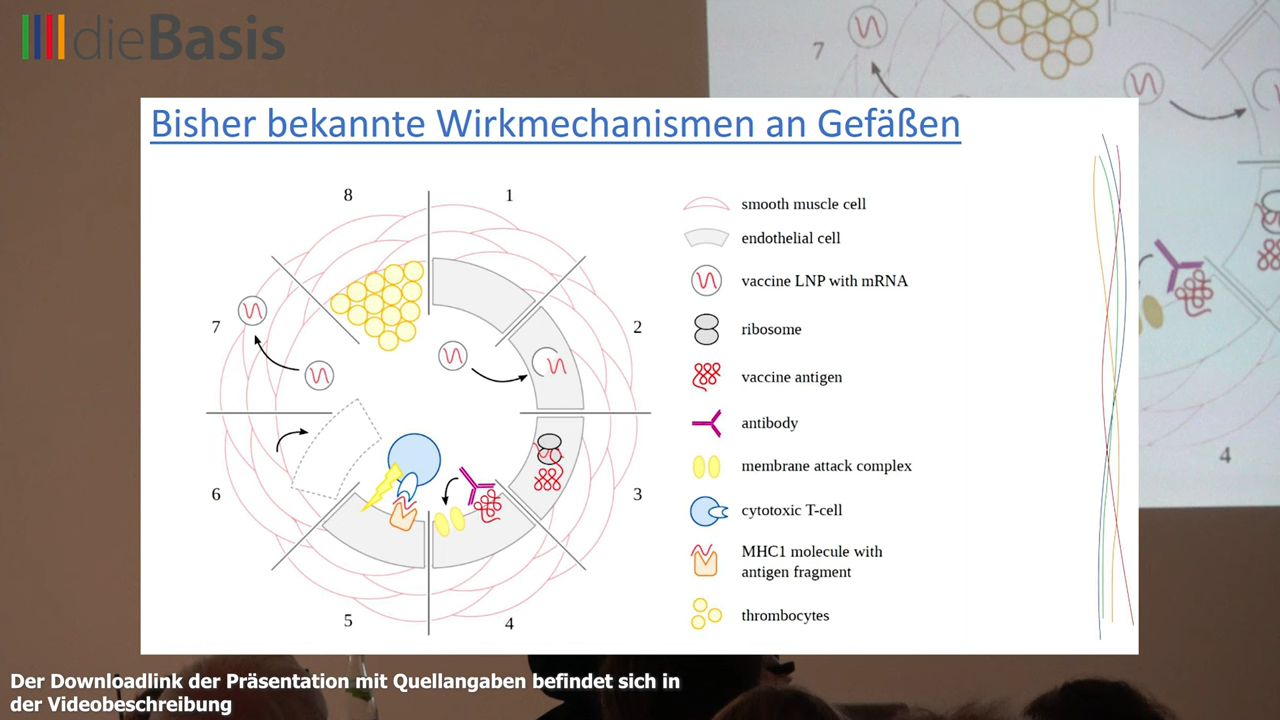 dieBasis
Bisher bekannte Wirkmechanismen an Gefäßen
8
1
7
2
6
3
5
4
smooth muscle cell
endothelial cell
vaccine LNP with mRNA
ribosome
vaccine antigen
antibody
membrane attack complex
cytotoxic T-cell
MHC1 molecule with
antigen fragment
thrombocytes
7
4
Der Downloadlink der Präsentation mit Quellangaben befindet sich in
der Videobeschreibung